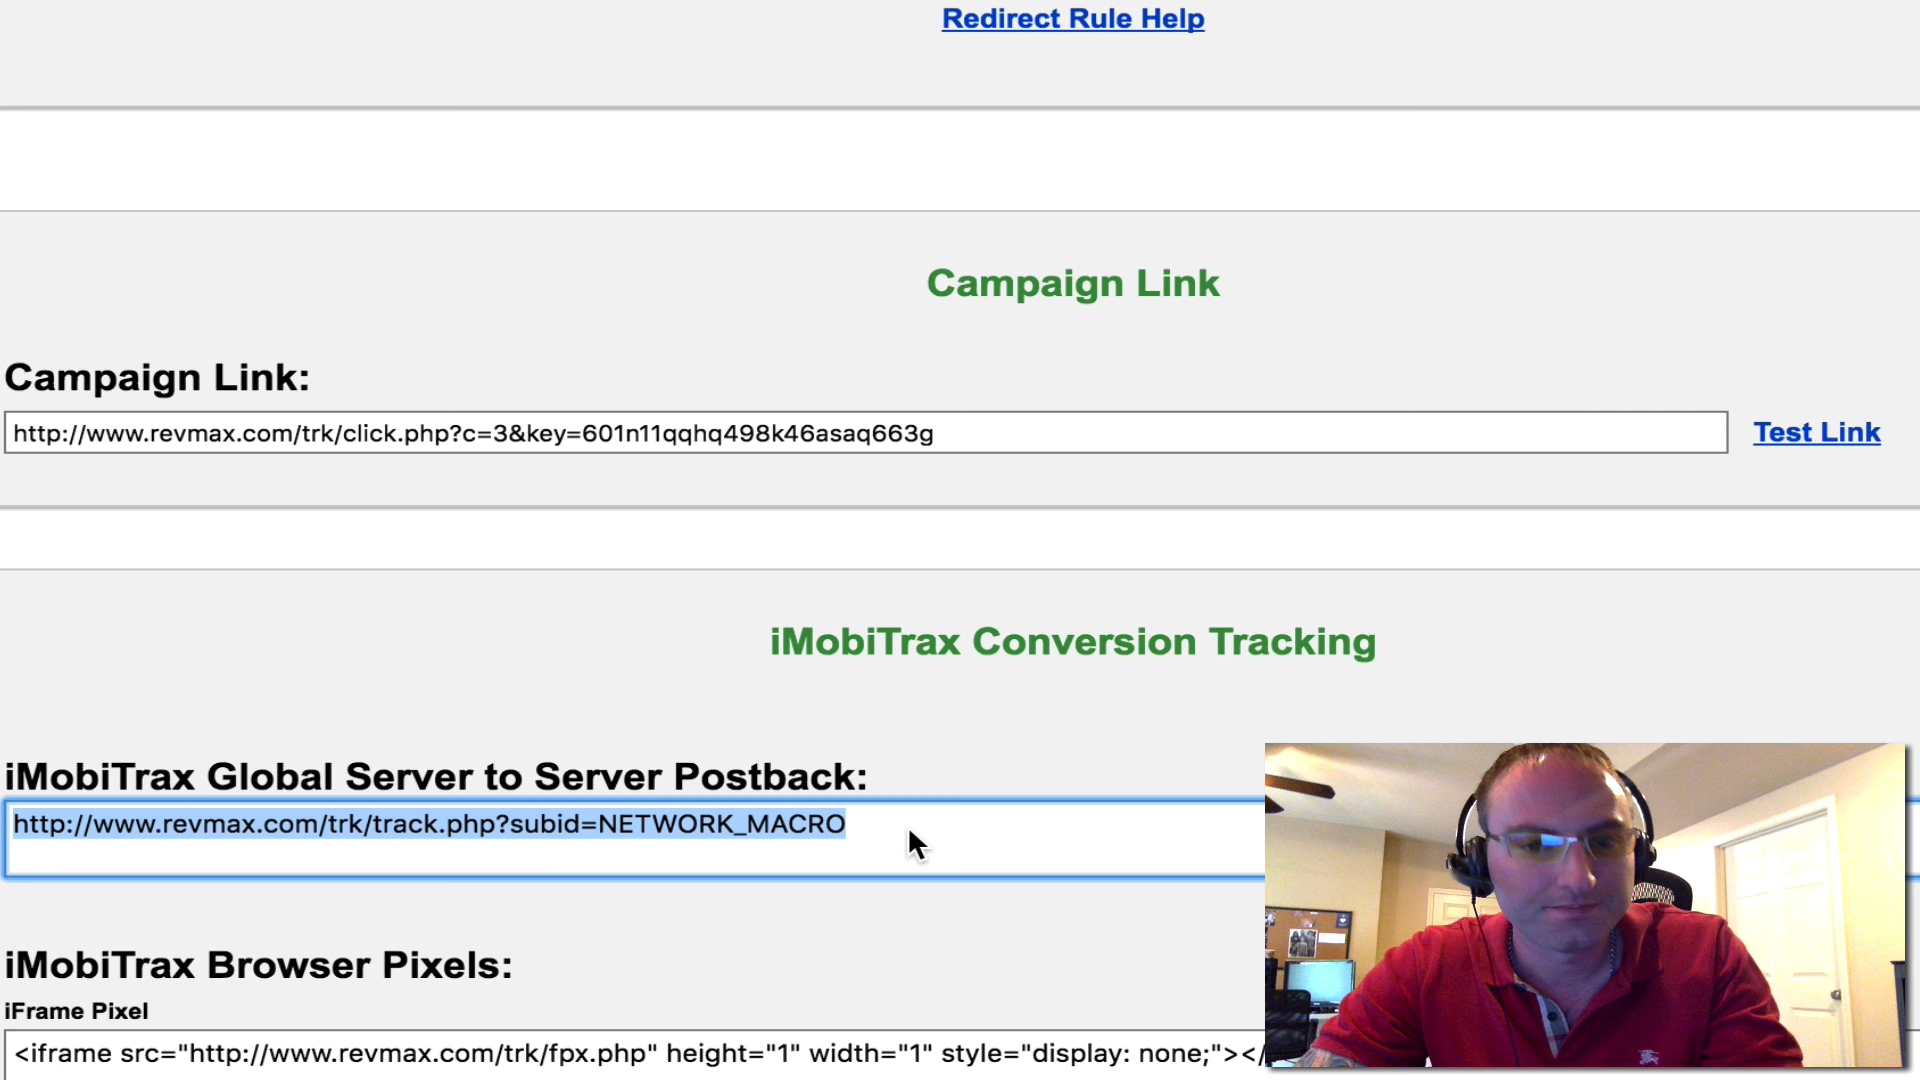 Redirect Rule Help
Campaign Link
Campaign Link:
http://www.revmax.com/trk/click.php?c=3&key=601n11qqhq498k46asaq663g
Test Link
iMobiTrax Conversion Tracking
iMobiTrax Global Server to Server Postback:
http://www.revmax.com/trk/track.php?subid=NETWORK_MACRO
iMobiTrax Browser Pixels:
iFrame Pixel
<iframe src="http://www.revmax.com/trk/fpx.php" height="1" width="1" style="display: none;"></